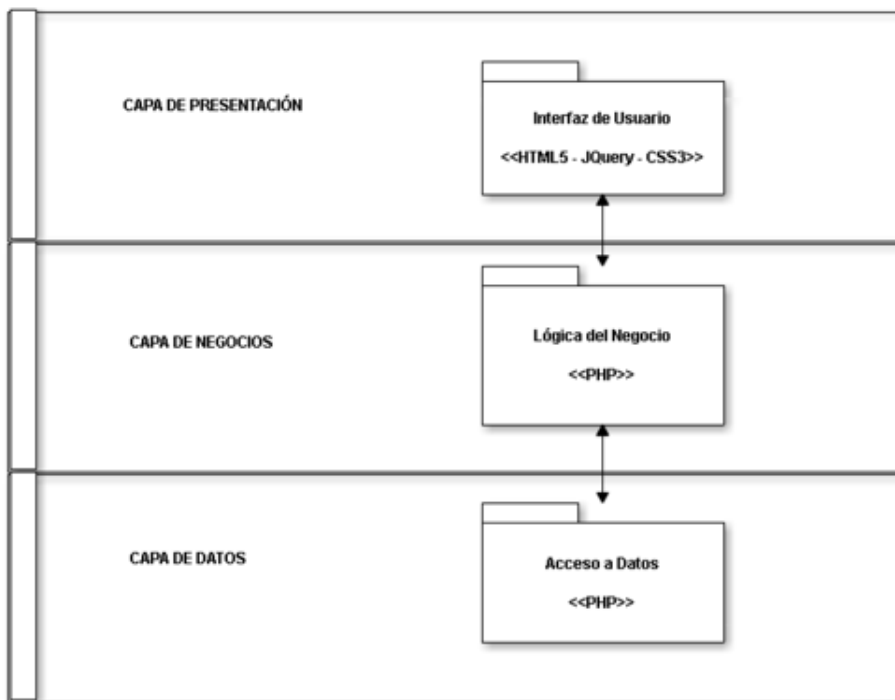 CAPA DE PRESENTACIÓN
Interfaz de Usuario
<<HTML5 - JQuery - CSS3>>
CAPA DE NEGOCIOS
Lógica del Negocio
<<PHP>>
CAPA DE DATOS
Acceso a Datos
<<PHP>>